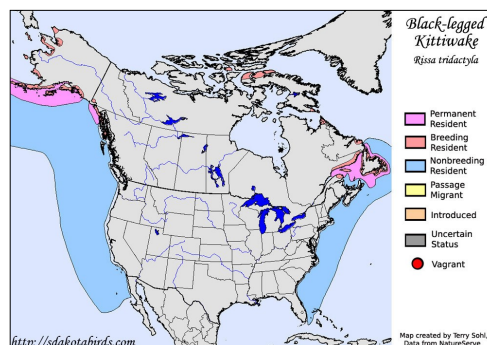 Black-legged
Kittiwake
Rissa tridactyla
Permanent
Resident
Breeding
Resident
Nonbreeding
Resident
Passage
Migrant
Introduced
Uncertain
Status
Vagrant
http://sdakotabirds.com
Map created by Terry Sohl,
Data from NatureServe